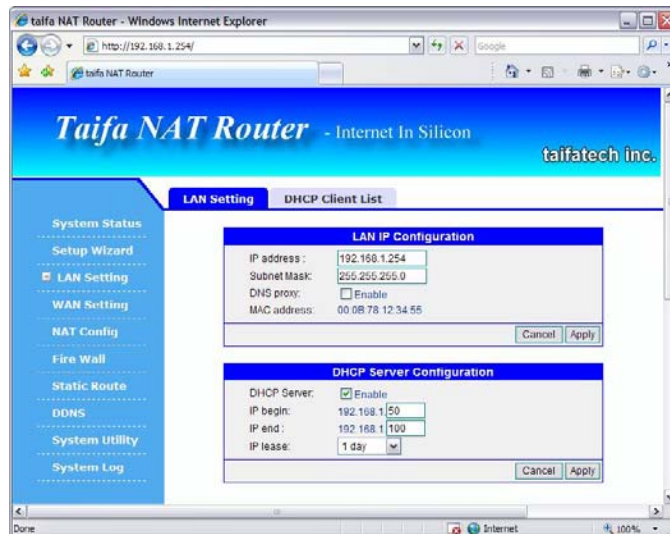 taifa NAT Router - Windows Internet Explorer
http://192.168.1.254/
Google
taifa NAT Router
Taifa NAT Router - Internet In Silicon
taifatech inc.
LAN Setting
DHCP Client List
System Status
Setup Wizard
LAN Setting
WAN Setting
NAT Config
Fire Wall
Static Route
DDNS
System Utility
System Log
LAN IP Configuration
IP address : 192.168.1.254
Subnet Mask: 255.255.255.0
DNS proxy: Enable
MAC address: 00 0B 78 12 34 55
Cancel Apply
DHCP Server Configuration
DHCP Server: Enable
IP begin: 192.168.1.50
IP end : 192.168.1.100
IP lease: 1 day
Cancel Apply
Done
Internet
100%